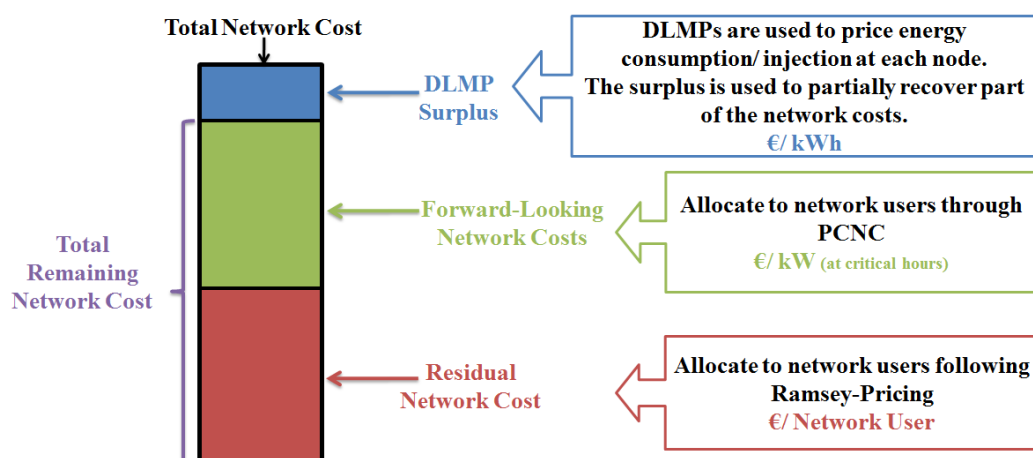 Total Network Cost
DLMP
Surplus
DLMPs are used to price energy
consumption/ injection at each node.
The surplus is used to partially recover part
of the network costs.
€/ kWh
Total
Remaining
Network Cost
Forward-Looking
Network Costs
Allocate to network users through
PCNC
€/ kW (at critical hours)
Residual
Network Cost
Allocate to network users following
Ramsey-Pricing
€/ Network User